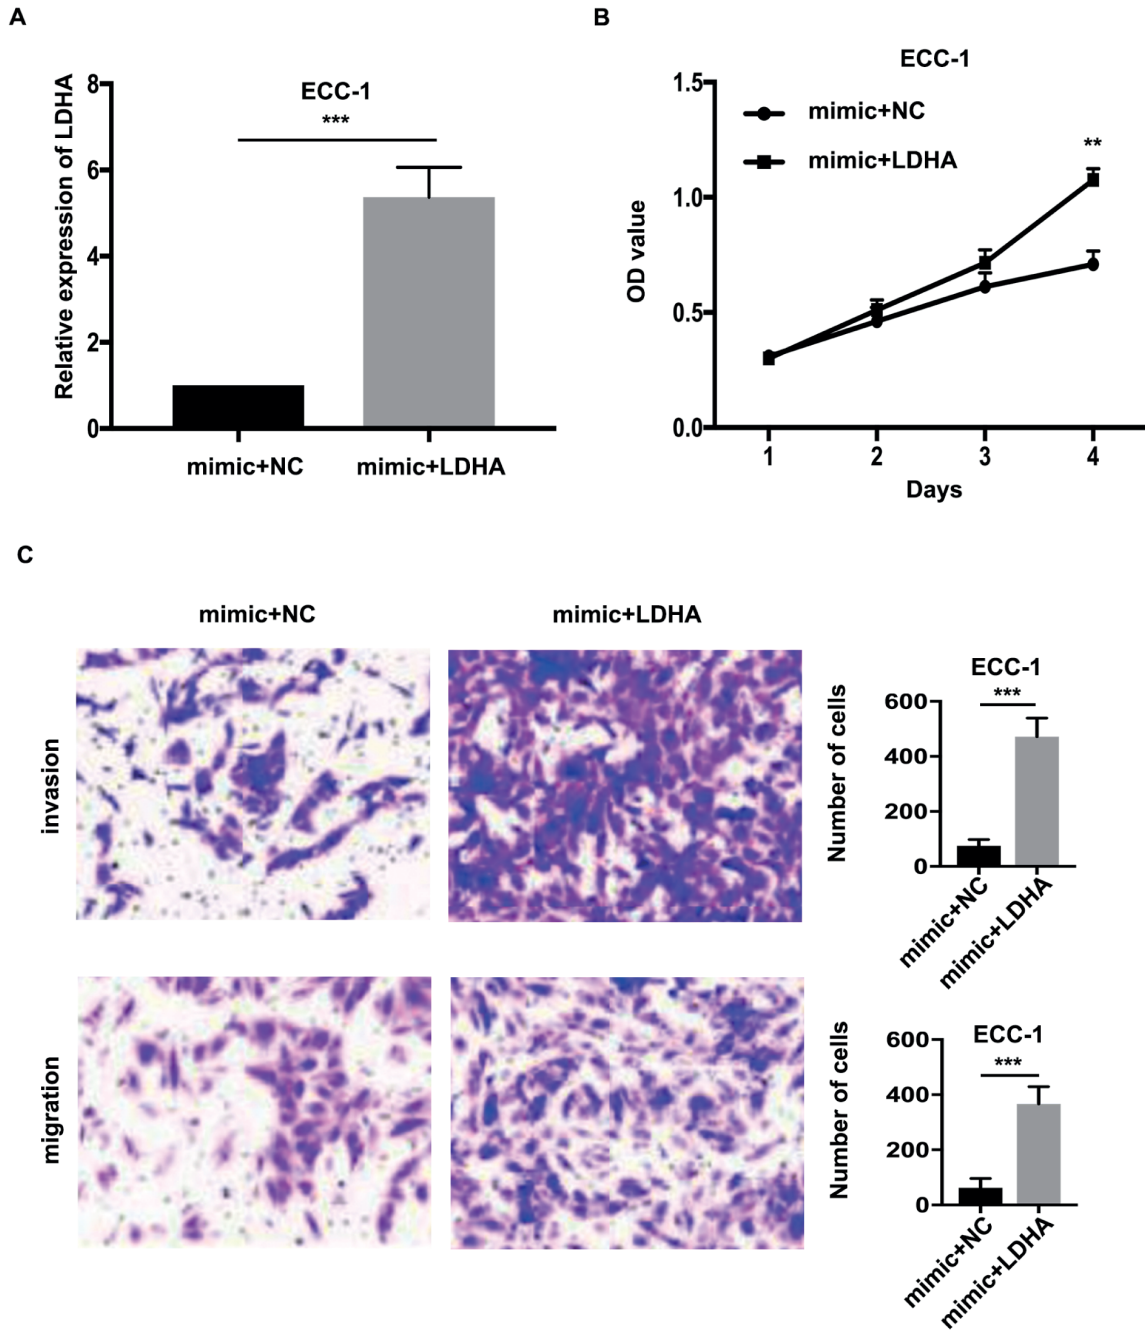 A
ECC-1
***
Relative expression of LDHA
8
6
4
2
0
mimic+NC
mimic+LDHA
B
ECC-1
mimic+NC
mimic+LDHA
**
OD value
1.5
1.0
0.5
0.0
1
2
3
4
Days
C
mimic+NC
mimic+LDHA
invasion
migration
ECC-1
***
Number of cells
600
400
200
0
mimic+NC
mimic+LDHA
ECC-1
***
Number of cells
600
400
200
0
mimic+NC
mimic+LDHA